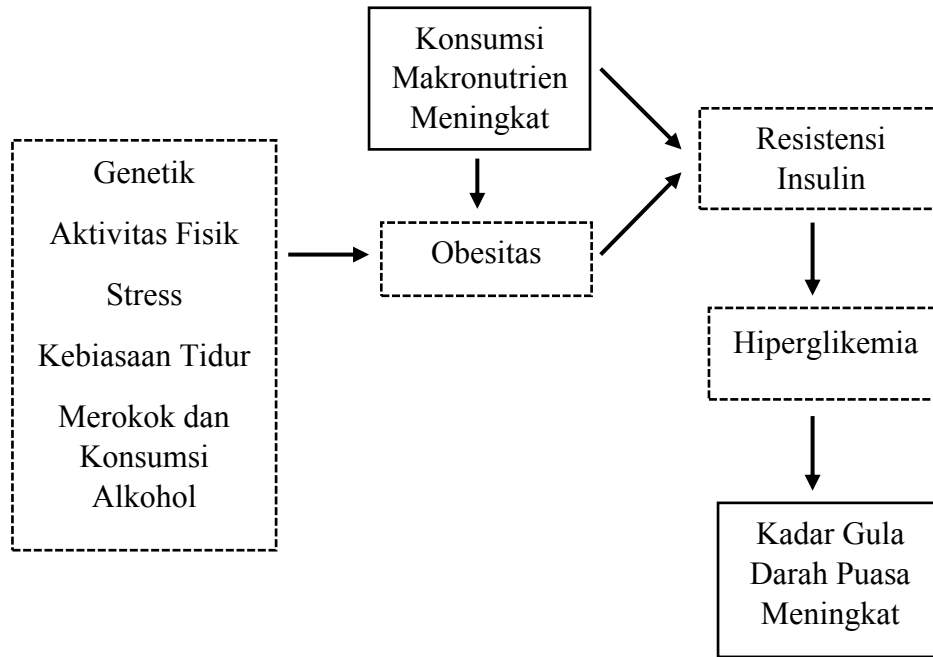 Konsumsi
Makronutrien
Meningkat
Genetik
Aktivitas Fisik
Stress
Kebiasaan Tidur
Merokok dan
Konsumsi
Alkohol
Obesitas
Resistensi
Insulin
Hiperglikemia
Kadar Gula
Darah Puasa
Meningkat